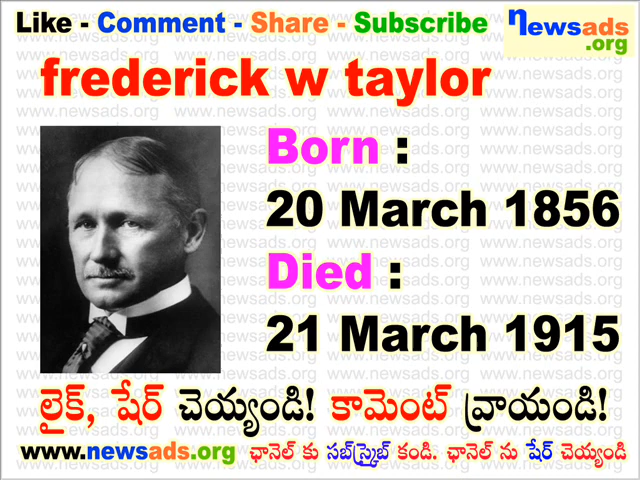 Like - Comment - Share - Subscribe
newsads
.org
frederick w taylor
Born :
20 March 1856
Died :
21 March 1915
లైక్, షేర్ చెయ్యండి! కామెంట్ వ్రాయండి!
www.newsads.org ఛానెల్ కు సబ్‌స్క్రైబ్ కండి. ఛానెల్ ను షేర్ చెయ్యండి